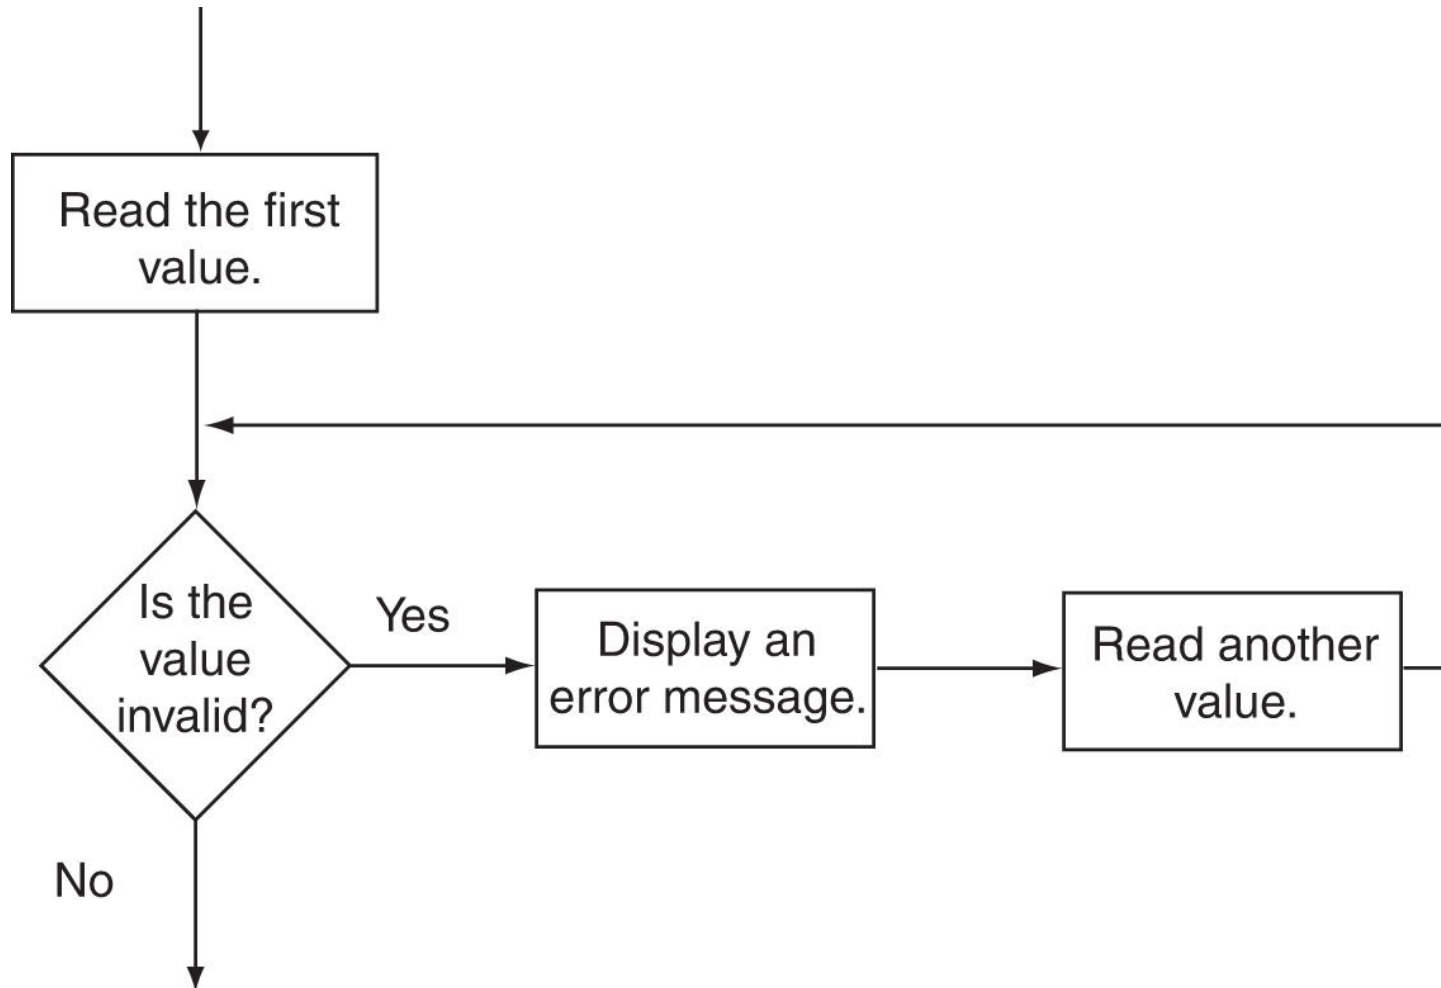 Read the first
value.
Is the
value
invalid?
Yes
Display an
error message.
Read another
value.
No